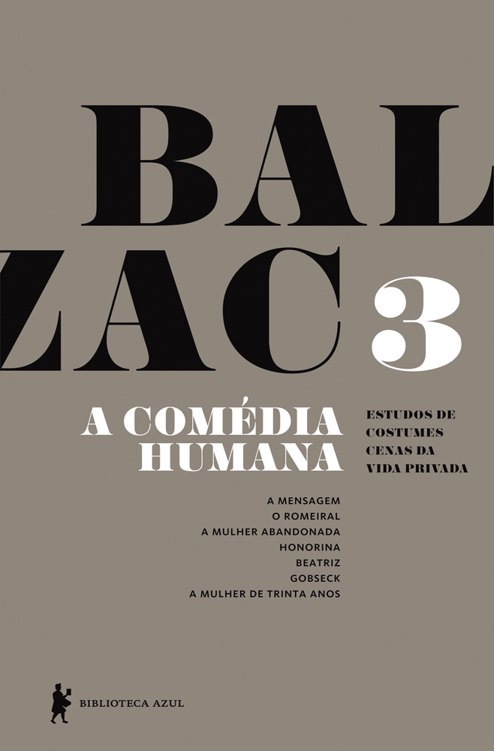 BAL
ZAC 3
A COMÉDIA
HUMANA
ESTUDOS DE
COSTUMES
CENAS DA
VIDA PRIVADA
A MENSAGEM
O ROMEIRAL
A MULHER ABANDONADA
HONORINA
BEATRIZ
GOBSECK
A MULHER DE TRINTA ANOS
BIBLIOTECA AZUL